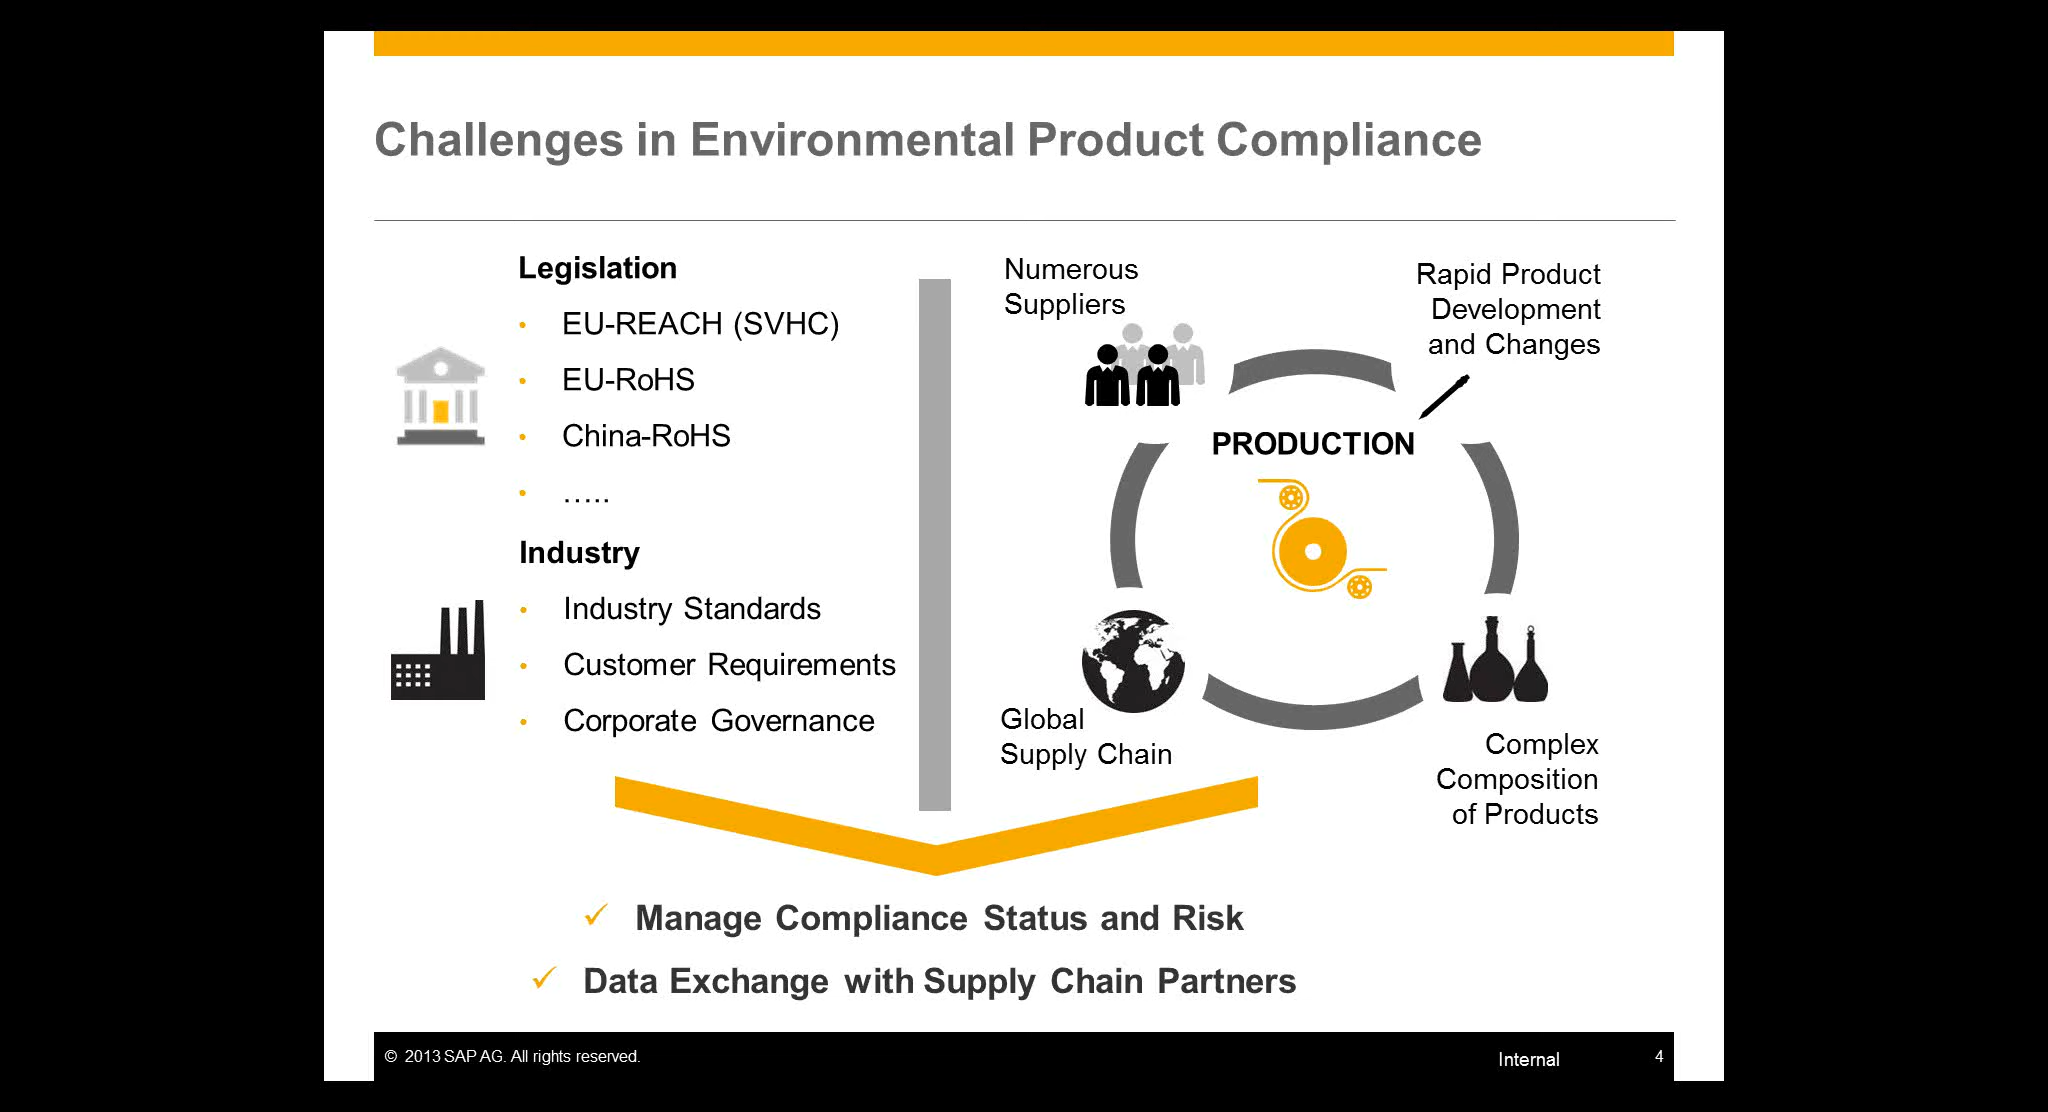 Challenges in Environmental Product Compliance
Legislation
• EU-REACH (SVHC)
• EU-RoHS
• China-RoHS
• …..
Industry
• Industry Standards
• Customer Requirements
• Corporate Governance
Numerous
Suppliers
Rapid Product
Development
and Changes
PRODUCTION
Global
Supply Chain
Complex
Composition
of Products
✓ Manage Compliance Status and Risk
✓ Data Exchange with Supply Chain Partners
© 2013 SAP AG. All rights reserved.
Internal
4